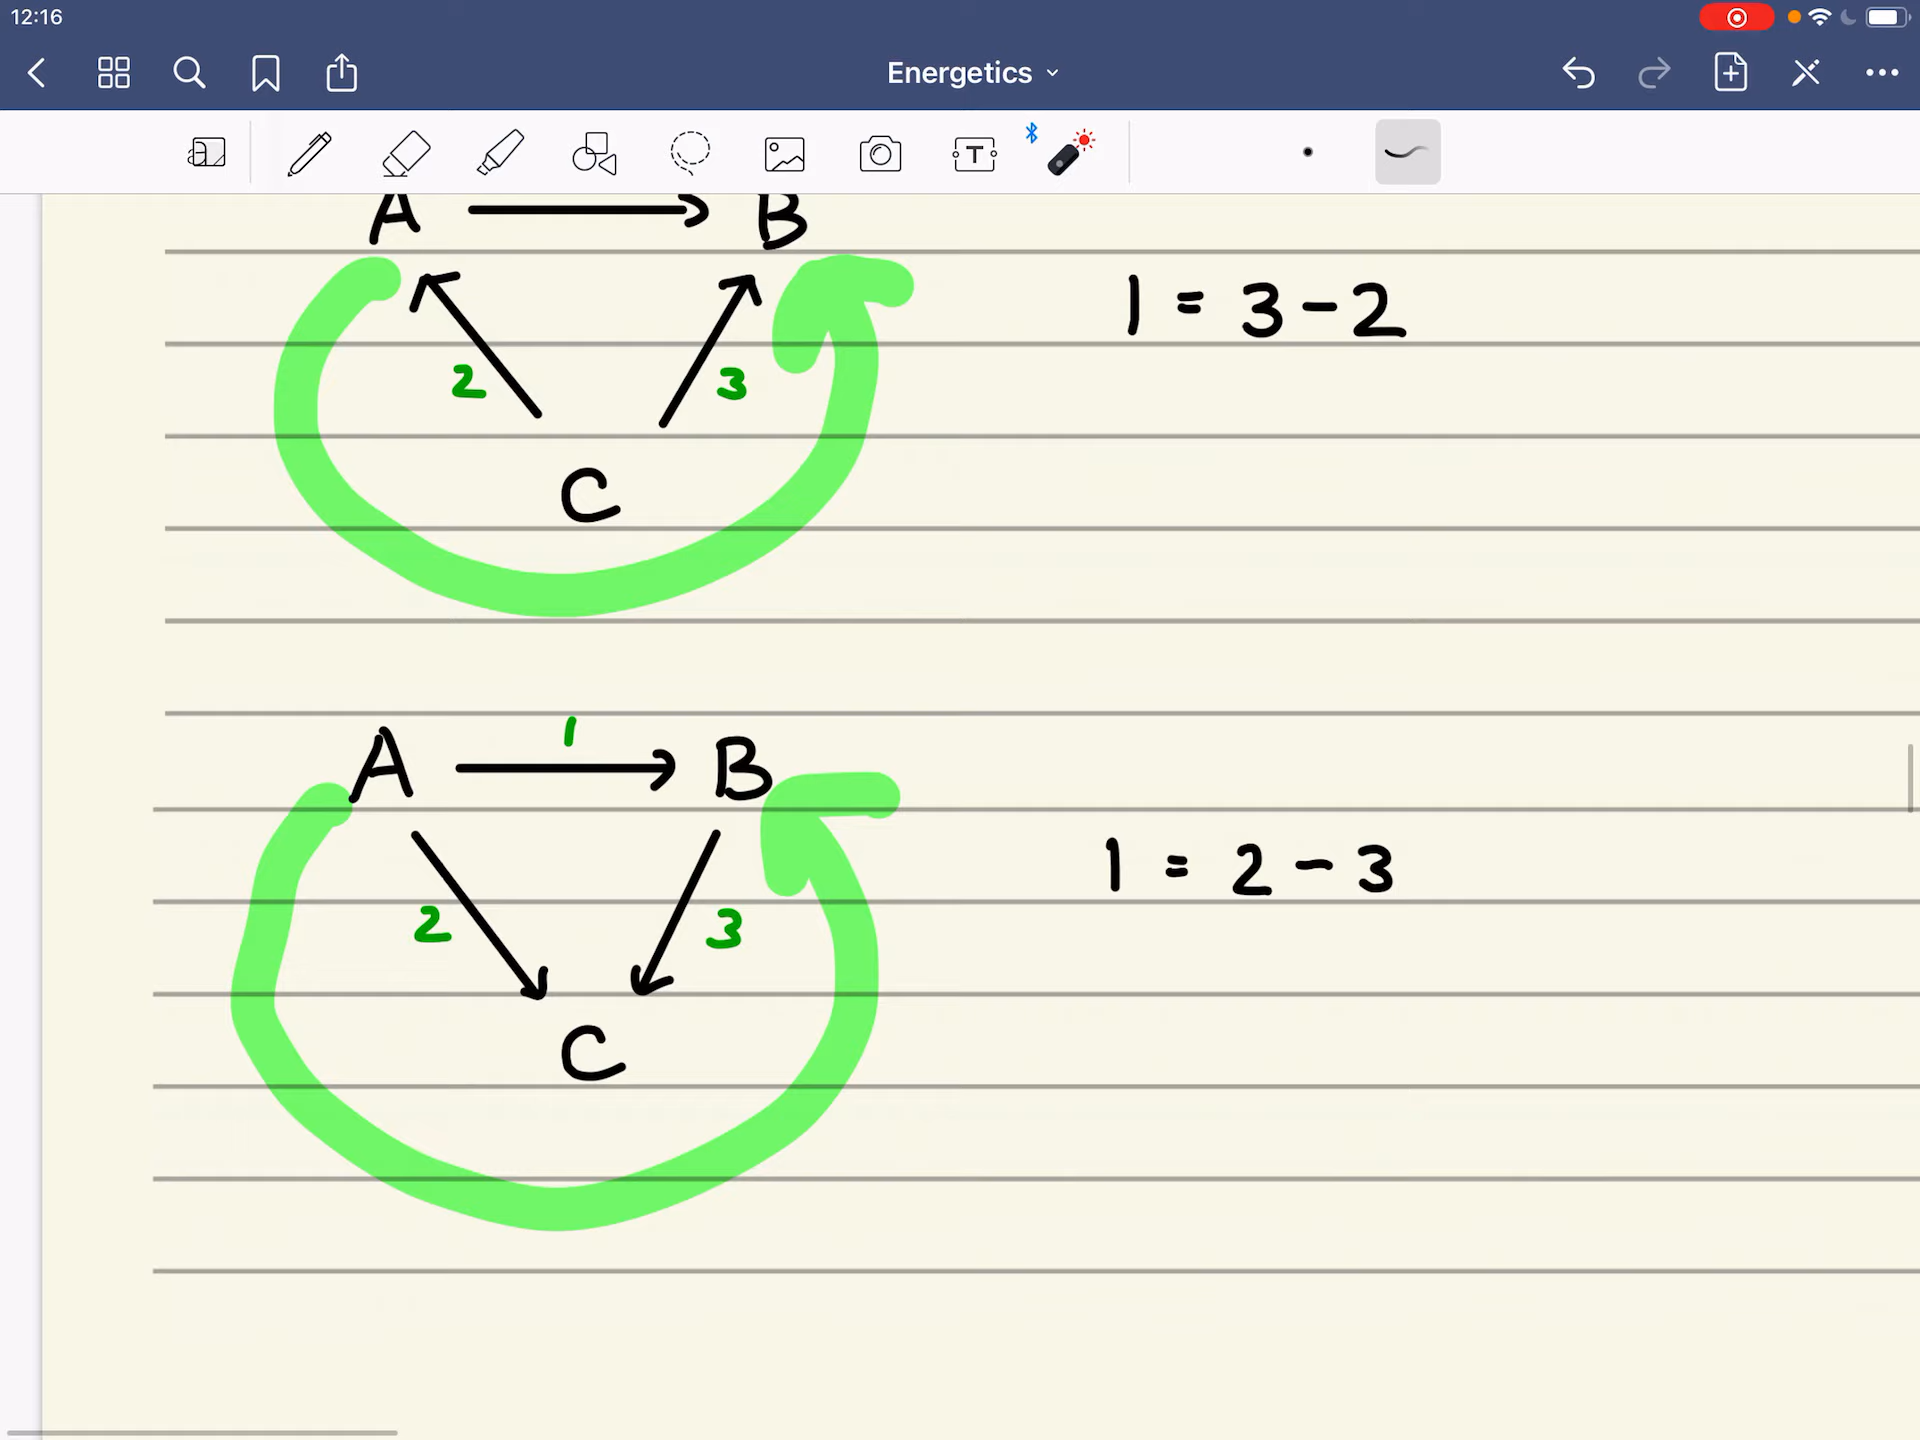 12:16
Energetics
T
A → B
1 = 3 - 2
2 3
C
1
A → B
1 = 2 - 3
2 3
C